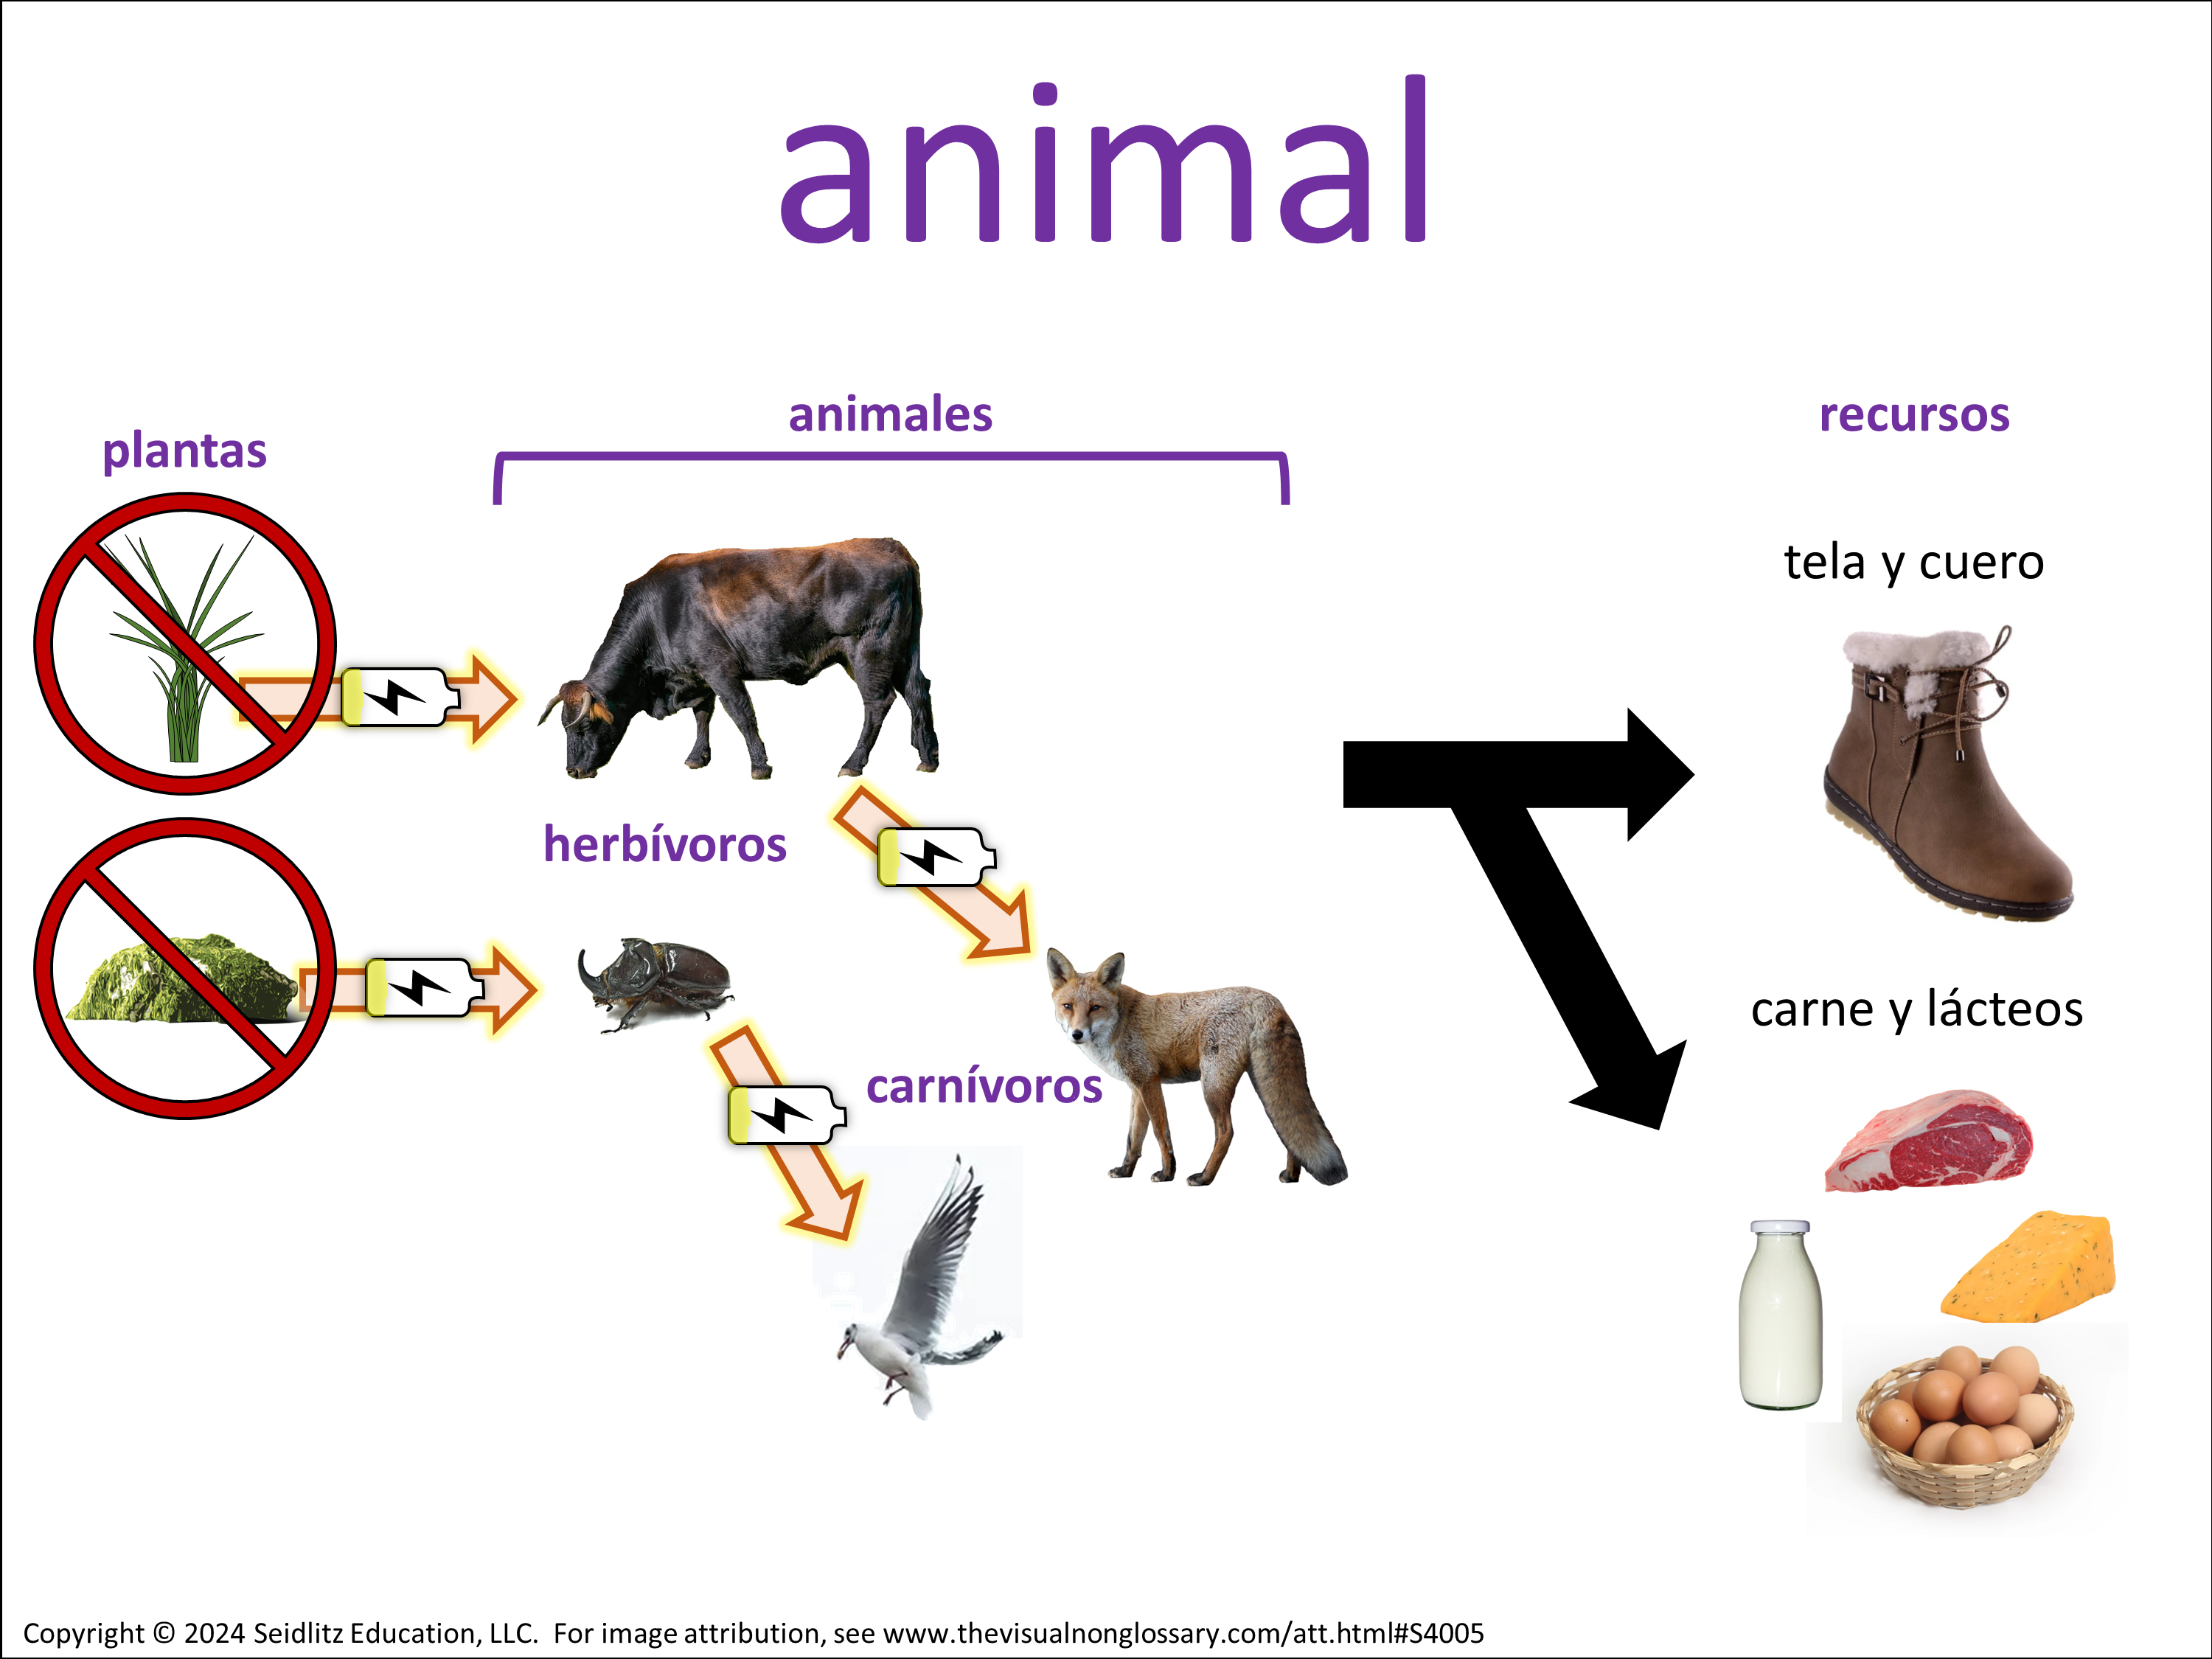 animal
plantas
animales
recursos
tela y cuero
herbívoros
carne y lácteos
carnívoros
Copyright © 2024 Seidlitz Education, LLC.  For image attribution, see www.thevisualnonglossary.com/att.html#S4005